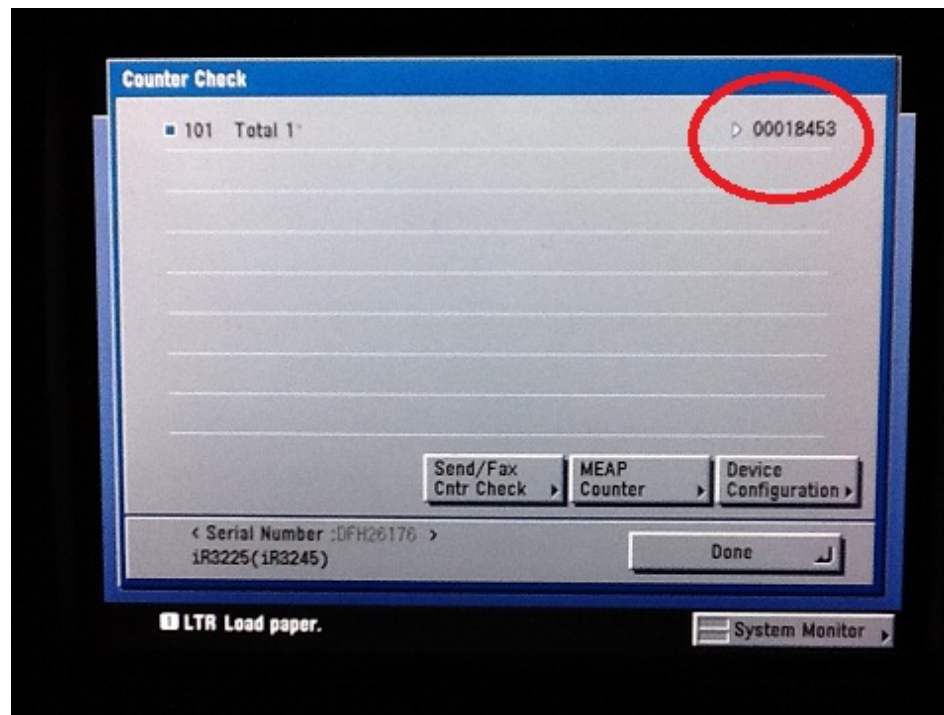 Counter Check
101 Total 1
00018453
Send/Fax
Cntr Check
MEAP
Counter
Device
Configuration
< Serial Number :DFH26176 >
iR3225(iR3245)
Done
1 LTR Load paper.
System Monitor